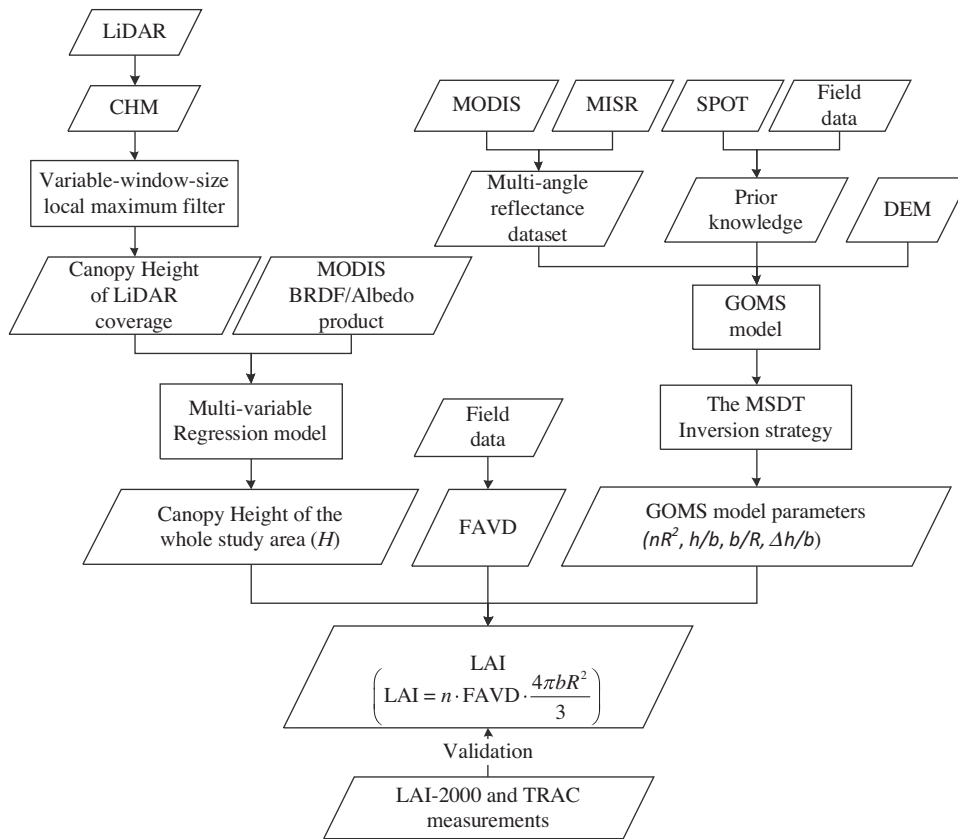 LiDAR
CHM
Variable-window-size
local maximum filter
Canopy Height
of LiDAR
coverage
MODIS
BRDF/Albedo
product
Multi-variable
Regression model
Canopy Height of the
whole study area (H)
MODIS
MISR
SPOT
Field
data
Multi-angle
reflectance
dataset
Prior
knowledge
DEM
GOMS
model
The MSDT
Inversion strategy
GOMS model parameters
(nR², h/b, b/R, Δh/b)
Field
data
FAVD
LAI
(LAI = n · FAVD · 4πbR²/3)
Validation
LAI-2000 and TRAC
measurements